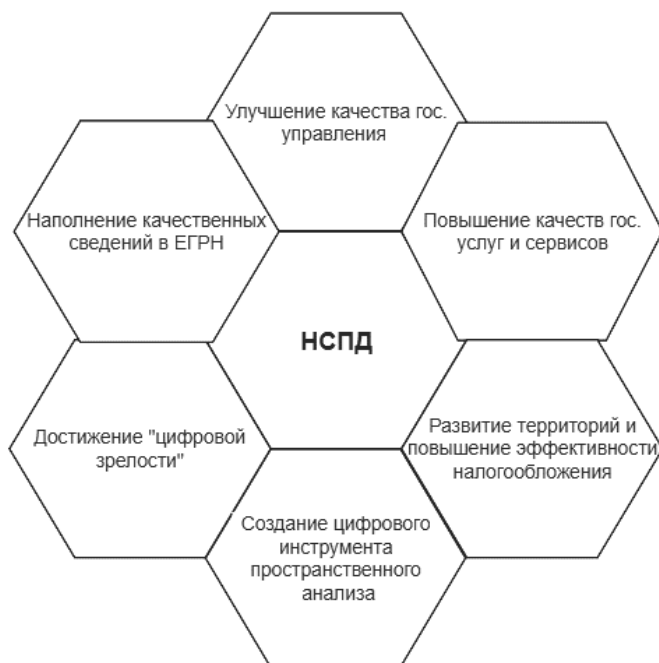 Улучшение качества гос.
управления
Наполнение качественных
сведений в ЕГРН
Повышение качеств гос.
услуг и сервисов
НСПД
Достижение "цифровой
зрелости"
Развитие территорий и
повышение эффективности
налогообложения
Создание цифрового
инструмента
пространственного
анализа